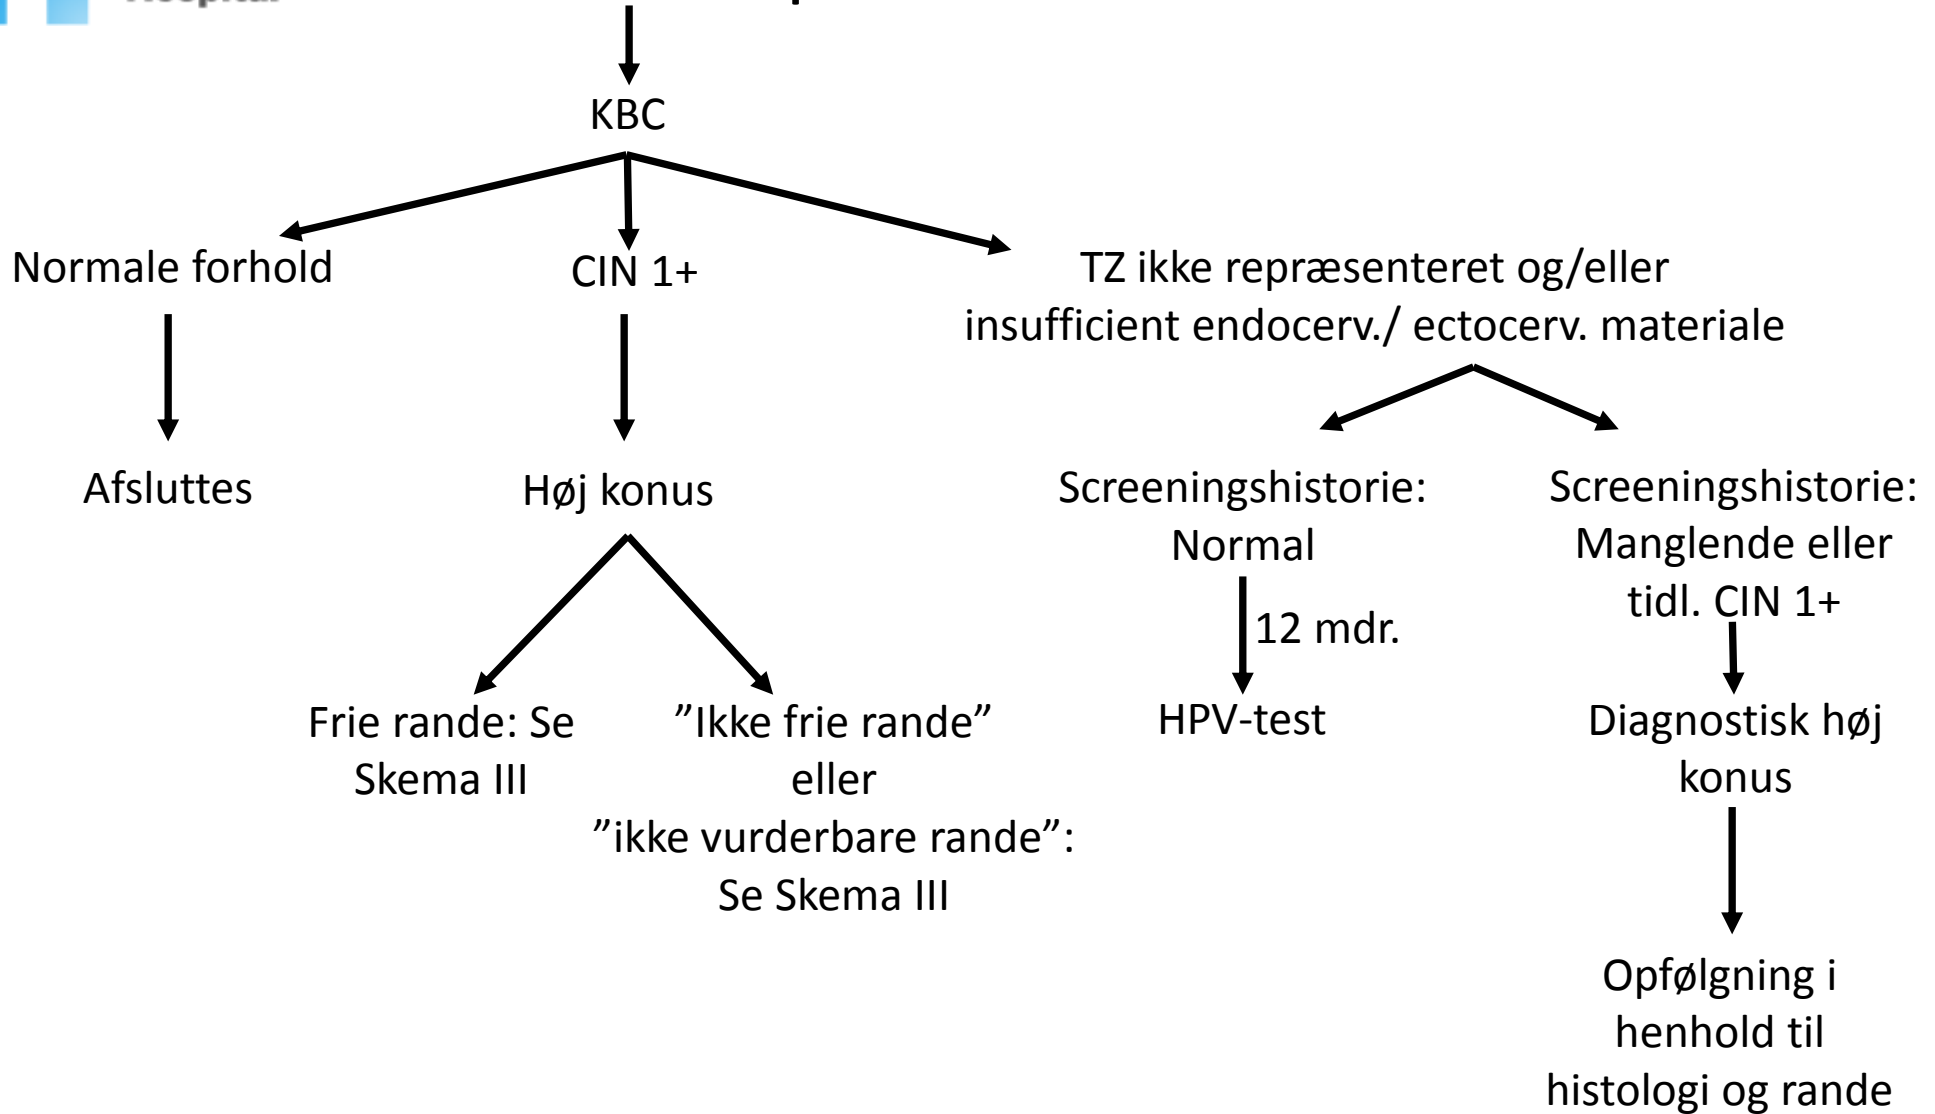 KBC
Normale forhold
CIN 1+
TZ ikke repræsenteret og/eller
insufficient endocerv./ ectocerv. materiale
Afsluttes
Høj konus
Screeningshistorie:
Normal
Screeningshistorie:
Manglende eller
tidl. CIN 1+
12 mdr.
Frie rande: Se
Skema III
”Ikke frie rande”
eller
”ikke vurderbare rande”:
Se Skema III
HPV-test
Diagnostisk høj
konus
Opfølgning i
henhold til
histologi og rande